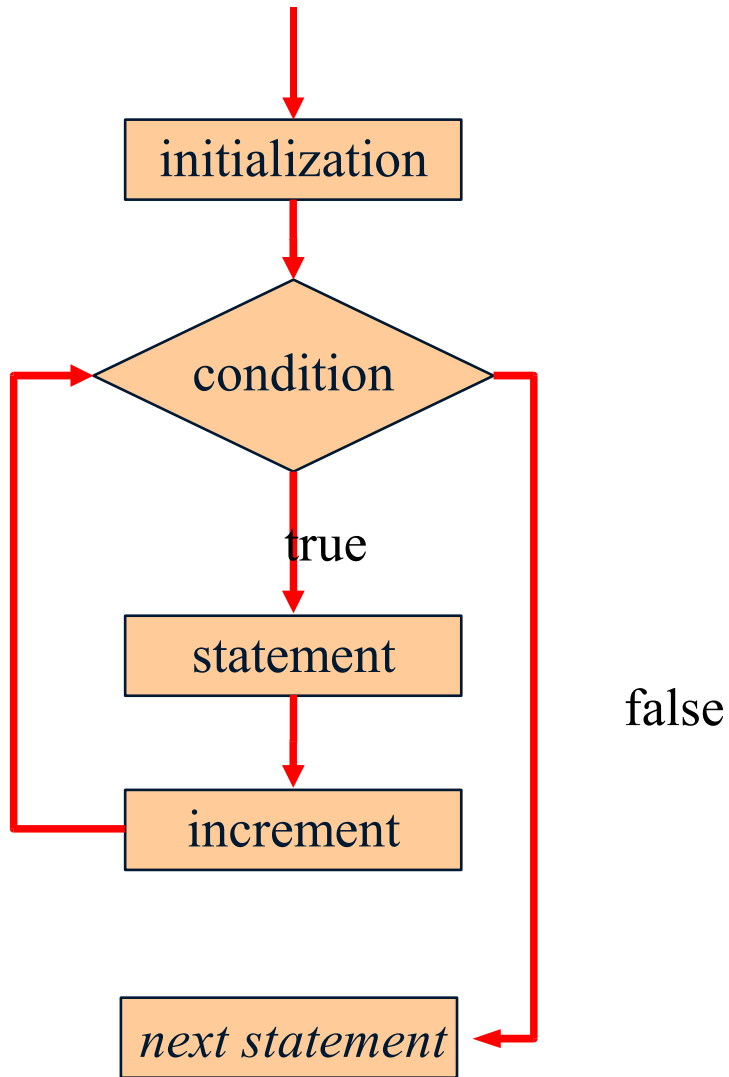 initialization
condition
true
statement
false
increment
next statement